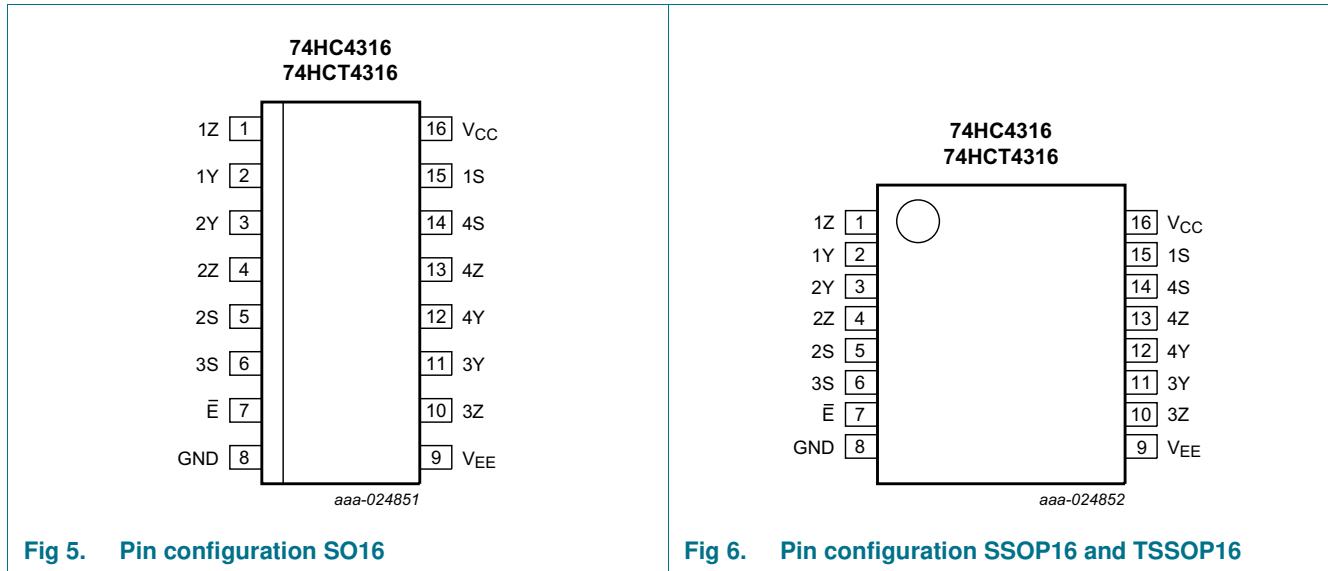 74HC4316
74HCT4316
1Z 1
16 VCC
1Y 2
15 1S
2Y 3
14 4S
2Z 4
13 4Z
2S 5
12 4Y
3S 6
11 3Y
E̅ 7
10 3Z
GND 8
9 VEE
aaa-024851
Fig 5. Pin configuration SO16
74HC4316
74HCT4316
1Z 1
16 VCC
1Y 2
15 1S
2Y 3
14 4S
2Z 4
13 4Z
2S 5
12 4Y
3S 6
11 3Y
E̅ 7
10 3Z
GND 8
9 VEE
aaa-024852
Fig 6. Pin configuration SSOP16 and TSSOP16